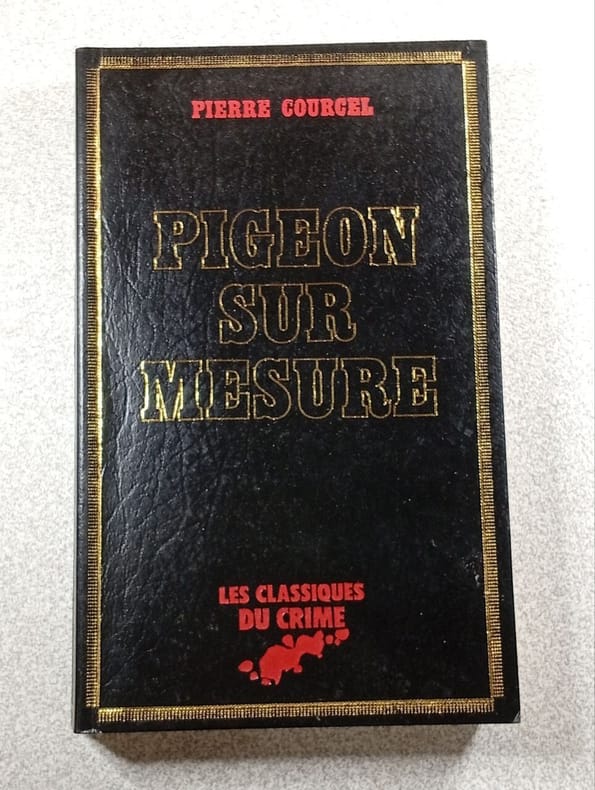 PIERRE COURCEL
PIGEON
SUR
MESURE
LES CLASSIQUES
DU CRIME